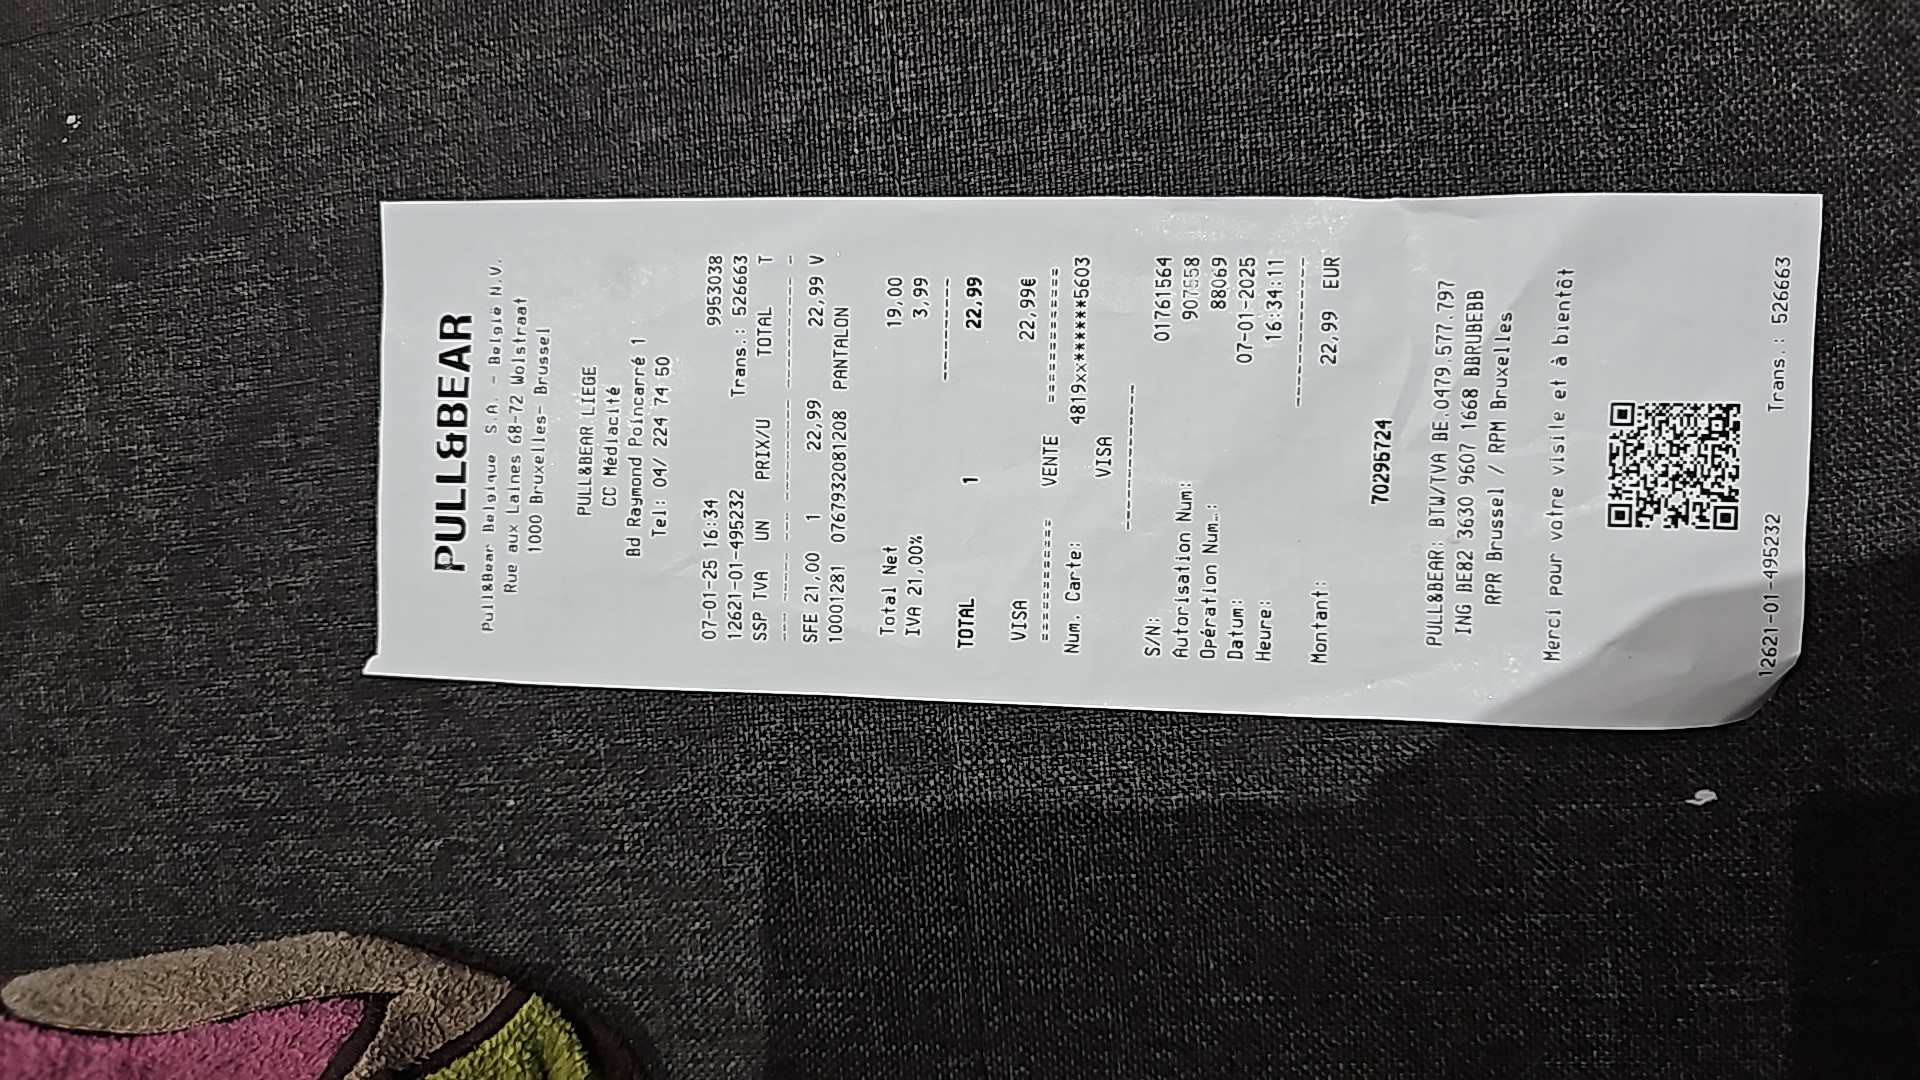 PULL&BEAR
Pull&Bear Belgique S.A. - België N.V.
Rue aux Laines 68-72 Wolstraat
1000 Bruxelles- Brussel
PULL&BEAR LIEGE
CC Médiacité
Bd Raymond Poincarré 1
Tel: 04/ 224 74 50
07-01-25 16:34 9953038
12621-01-495232 Trans.: 526663
SSP TVA UN PRIX/U TOTAL T
SFE 21,00 1 22,99 22,99 V
10001281 0767932081208 PANTALON
Total Net 19,00
IVA 21,00% 3,99
TOTAL 1 22,99
VISA 22,99€
=========== VENTE ===========
Num. Carte: 4819xx******5603
VISA
S/N: 01761564
Autorisation Num: 907558
Opération Num.: 88069
Datum: 07-01-2025
Heure: 16:34:11
Montant: 22,99 EUR
70296724
PULL&BEAR: BTW/TVA BE.0479.577.797
ING BE82 3630 9607 1668 BBRUBEBB
RPR Brussel / RPM Bruxelles
Merci pour votre visile et à bientôt
12621-01-495232 Trans.: 526663